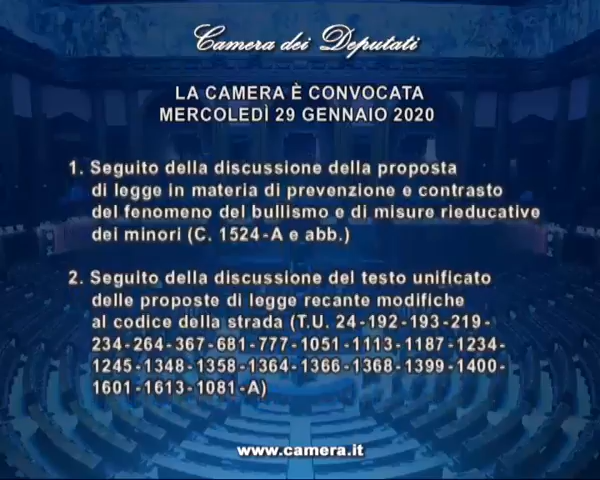 Camera dei Deputati
LA CAMERA È CONVOCATA
MERCOLEDÌ 29 GENNAIO 2020
1. Seguito della discussione della proposta
di legge in materia di prevenzione e contrasto
del fenomeno del bullismo e di misure rieducative
dei minori (C. 1524-A e abb.)
2. Seguito della discussione del testo unificato
delle proposte di legge recante modifiche
al codice della strada (T.U. 24-192-193-219-
234-264-367-681-777-1051-1113-1187-1234-
1245-1348-1358-1364-1366-1368-1399-1400-
1601-1613-1081-A)
www.camera.it